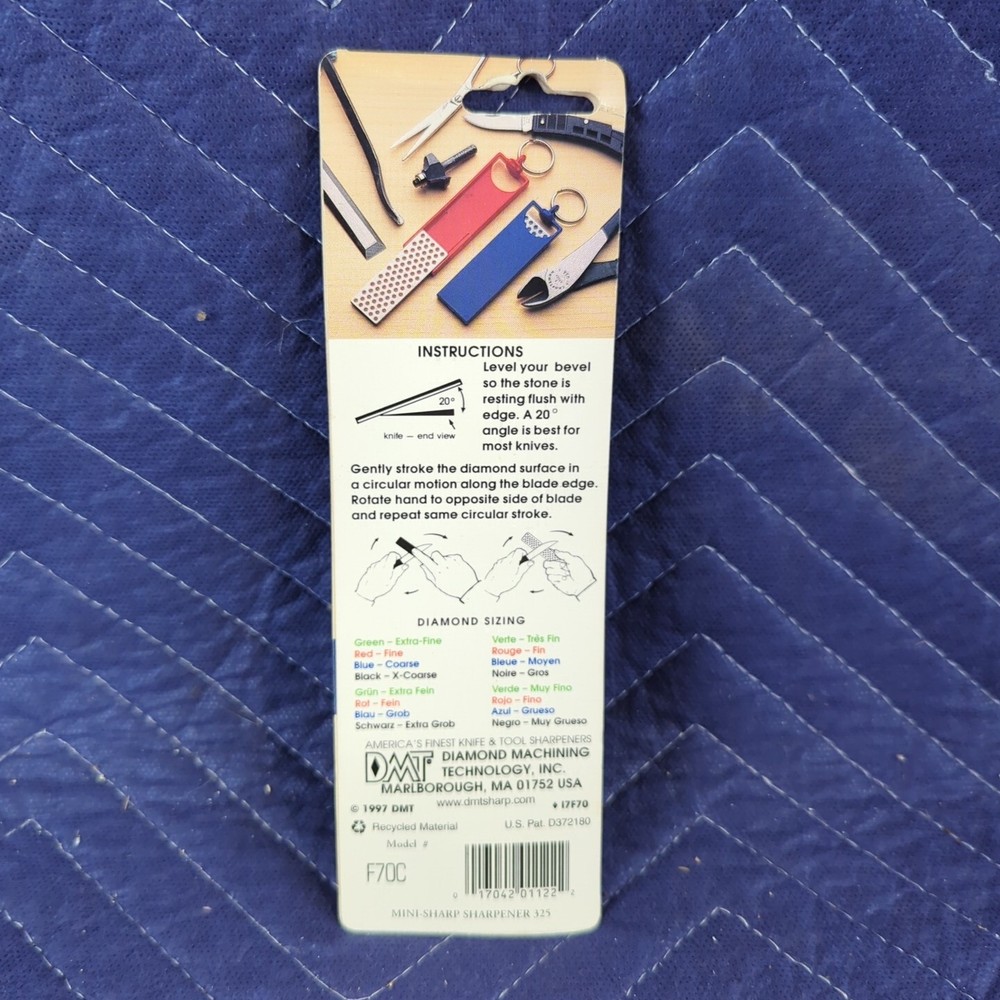 INSTRUCTIONS
Level your bevel
so the stone is
resting flush with
edge. A 20°
angle is best for
most knives.
20°
knife — end view
Gently stroke the diamond surface in
a circular motion along the blade edge.
Rotate hand to opposite side of blade
and repeat same circular stroke.
DIAMOND SIZING
Green – Extra-Fine
Red – Fine
Blue – Coarse
Black – X-Coarse
Verte – Trés Fin
Rouge – Fin
Bleue – Moyen
Noire – Gros
Grün – Extra Fein
Rot – Fein
Blau – Grob
Schwarz – Extra Grob
Verde – Muy Fino
Rojo – Fino
Azul – Grueso
Negro – Muy Grueso
AMERICA'S FINEST KNIFE & TOOL SHARPENERS
DMT
DIAMOND MACHINING
TECHNOLOGY, INC.
MARLBOROUGH, MA 01752 USA
www.dmtsharp.com
© 1997 DMT
♦ I7F70
Recycled Material
U.S. Pat. D372180
Model #
F70C
0 17042 01122 2
MINI-SHARP SHARPENER 325